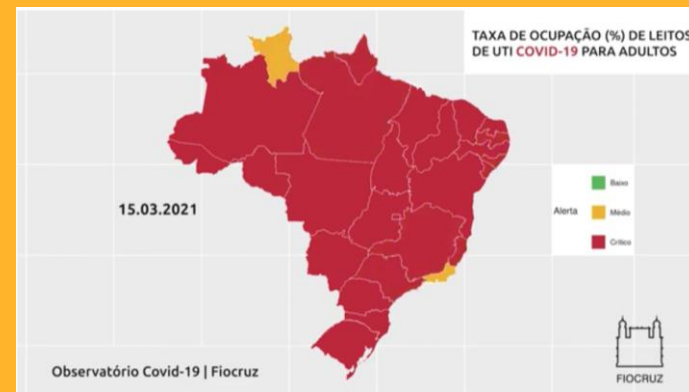 TAXA DE OCUPAÇÃO (%) DE LEITOS
DE UTI COVID-19 PARA ADULTOS
15.03.2021
Alerta
Baixo
Médio
Crítico
Observatório Covid-19 | Fiocruz
FIOCRUZ